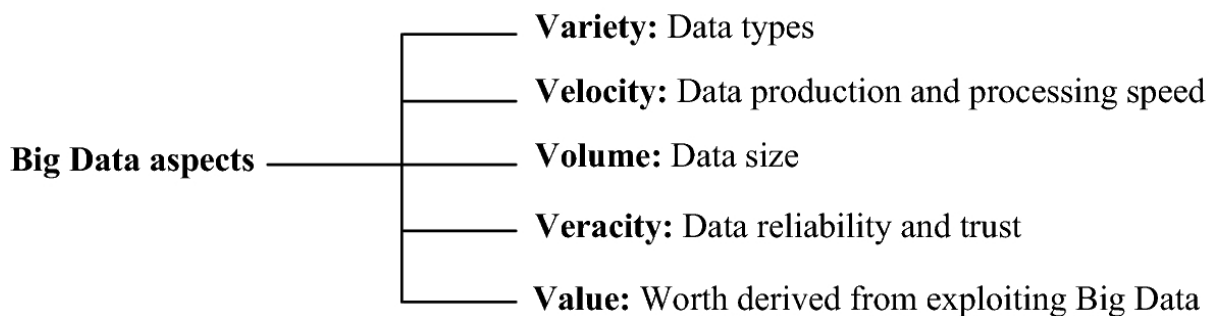 Variety: Data types
Velocity: Data production and processing speed
Big Data aspects
Volume: Data size
Veracity: Data reliability and trust
Value: Worth derived from exploiting Big Data